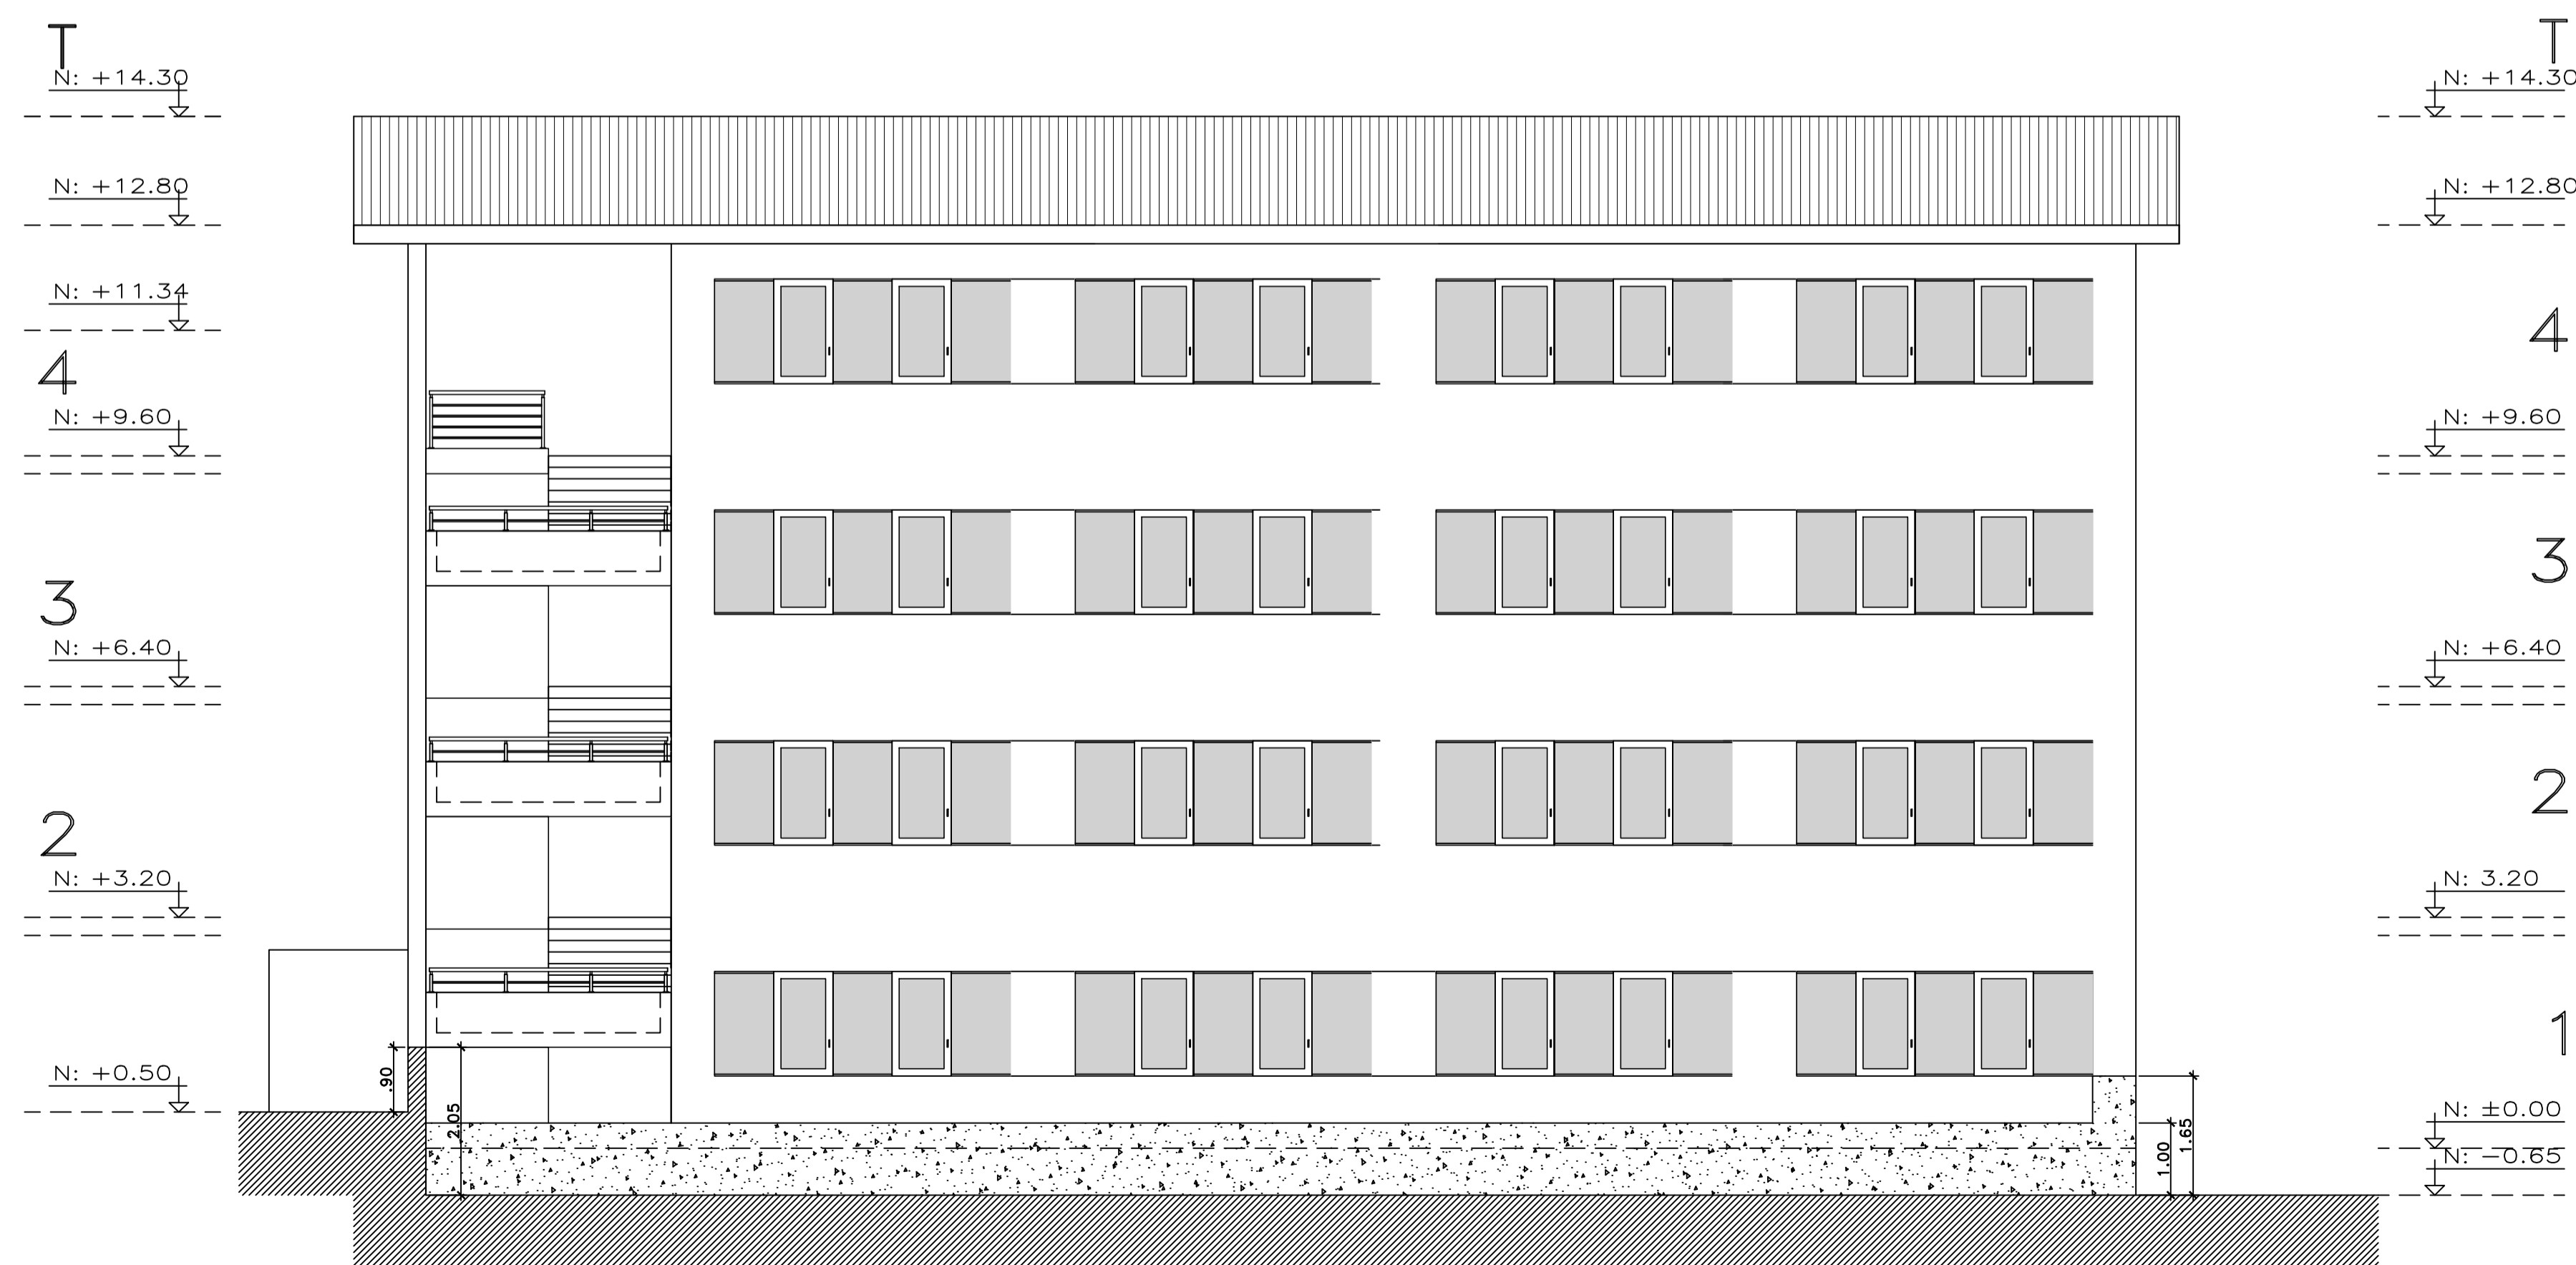 T
N: +14.30
N: +12.80
N: +11.34
4
N: +9.60
3
N: +6.40
2
N: +3.20
N: +0.50
.90
2.05
T
N: +14.30
N: +12.80
4
N: +9.60
3
N: +6.40
2
N: 3.20
1
N: ±0.00
N: −0.65
1.00
1.65